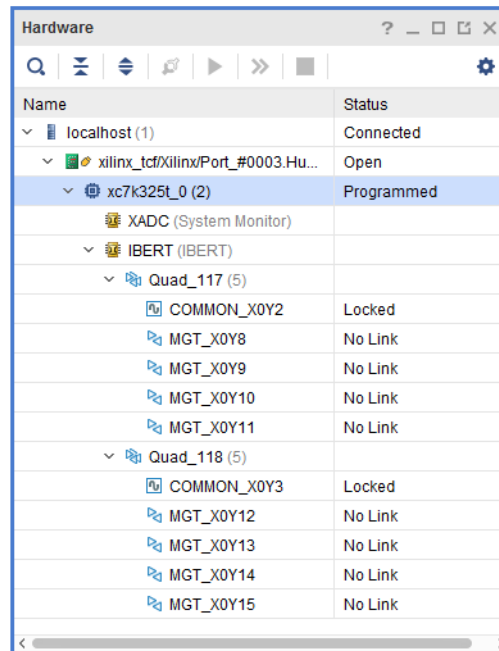 Hardware
Name Status
localhost (1) Connected
xilinx_tcf/Xilinx/Port_#0003.Hu... Open
xc7k325t_0 (2) Programmed
XADC (System Monitor)
IBERT (IBERT)
Quad_117 (5)
COMMON_X0Y2 Locked
MGT_X0Y8 No Link
MGT_X0Y9 No Link
MGT_X0Y10 No Link
MGT_X0Y11 No Link
Quad_118 (5)
COMMON_X0Y3 Locked
MGT_X0Y12 No Link
MGT_X0Y13 No Link
MGT_X0Y14 No Link
MGT_X0Y15 No Link